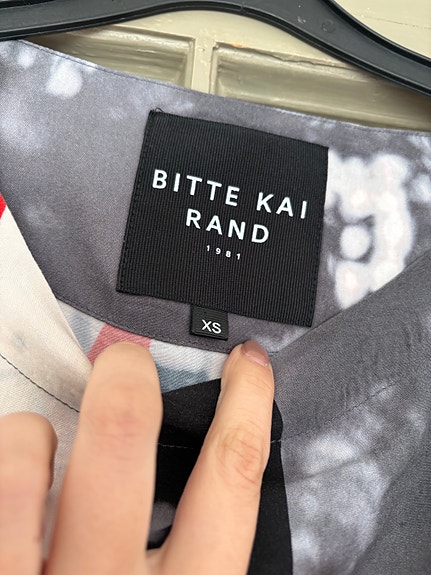 BITTE KAI
RAND
1981
XS